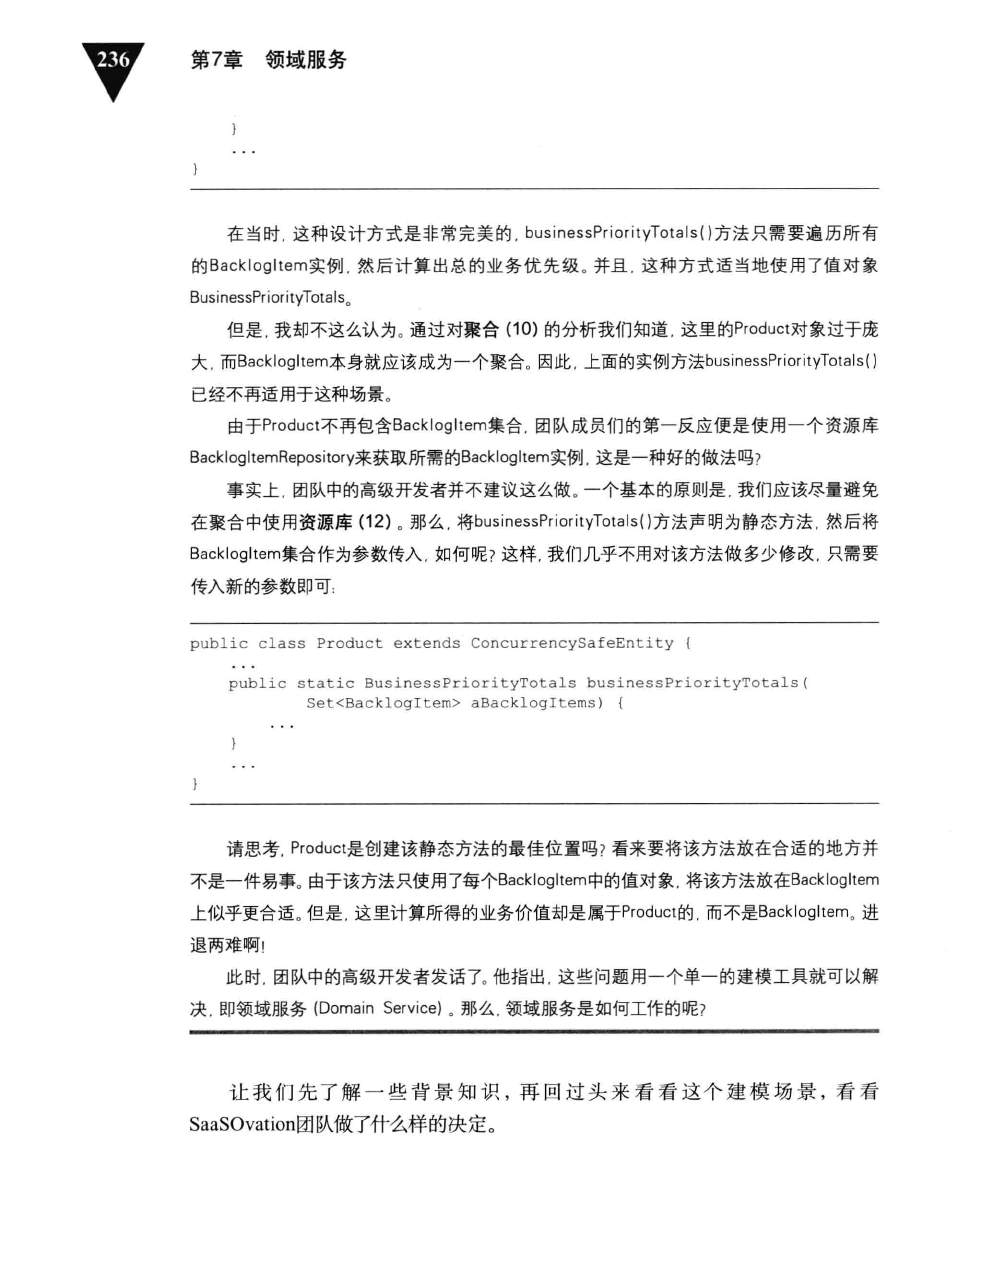 236
第7章 领域服务
}
...
}
在当时，这种设计方式是非常完美的，businessPriorityTotals()方法只需要遍历所有
的BacklogItem实例，然后计算出总的业务优先级。并且，这种方式适当地使用了值对象
BusinessPriorityTotals。
但是，我却不这么认为。通过对聚合 (10) 的分析我们知道，这里的Product对象过于庞
大，而BacklogItem本身就应该成为一个聚合。因此，上面的实例方法businessPriorityTotals()
已经不再适用于这种场景。
由于Product不再包含BacklogItem集合，团队成员们的第一反应便是使用一个资源库
BacklogItemRepository来获取所需的BacklogItem实例，这是一种好的做法吗？
事实上，团队中的高级开发者并不建议这么做。一个基本的原则是，我们应该尽量避免
在聚合中使用资源库 (12) 。那么，将businessPriorityTotals()方法声明为静态方法，然后将
BacklogItem集合作为参数传入，如何呢？这样，我们几乎不用对该方法做多少修改，只需要
传入新的参数即可：
public class Product extends ConcurrencySafeEntity {
...
public static BusinessPriorityTotals businessPriorityTotals(
Set<BacklogItem> aBacklogItems) {
...
}
...
}
请思考，Product是创建该静态方法的最佳位置吗？看来要将该方法放在合适的地方并
不是一件易事。由于该方法只使用了每个BacklogItem中的值对象，将该方法放在BacklogItem
上似乎更合适。但是，这里计算所得的业务价值却是属于Product的，而不是BacklogItem。进
退两难啊！
此时，团队中的高级开发者发话了。他指出，这些问题用一个单一的建模工具就可以解
决，即领域服务 (Domain Service) 。那么，领域服务是如何工作的呢？
让我们先了解一些背景知识，再回过头来看看这个建模场景，看看
SaaSOvation团队做了什么样的决定。